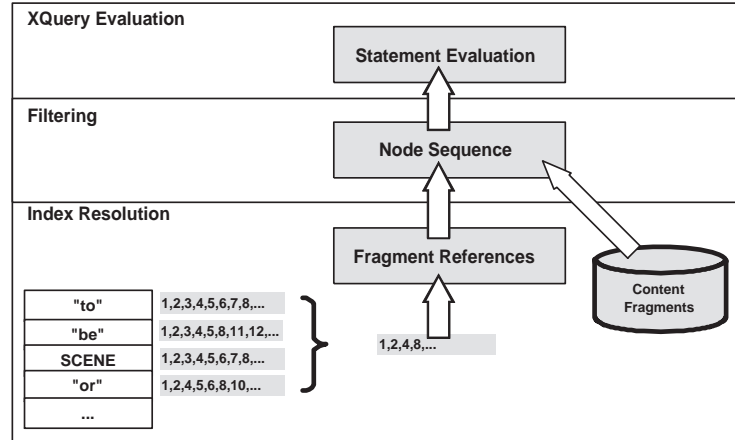 XQuery Evaluation
Statement Evaluation
Filtering
Node Sequence
Index Resolution
Fragment References
Content
Fragments
"to" 1,2,3,4,5,6,7,8,...
"be" 1,2,3,4,5,8,11,12,...
SCENE 1,2,3,4,5,6,7,8,...
"or" 1,2,4,5,6,8,10,...
...
1,2,4,8,...